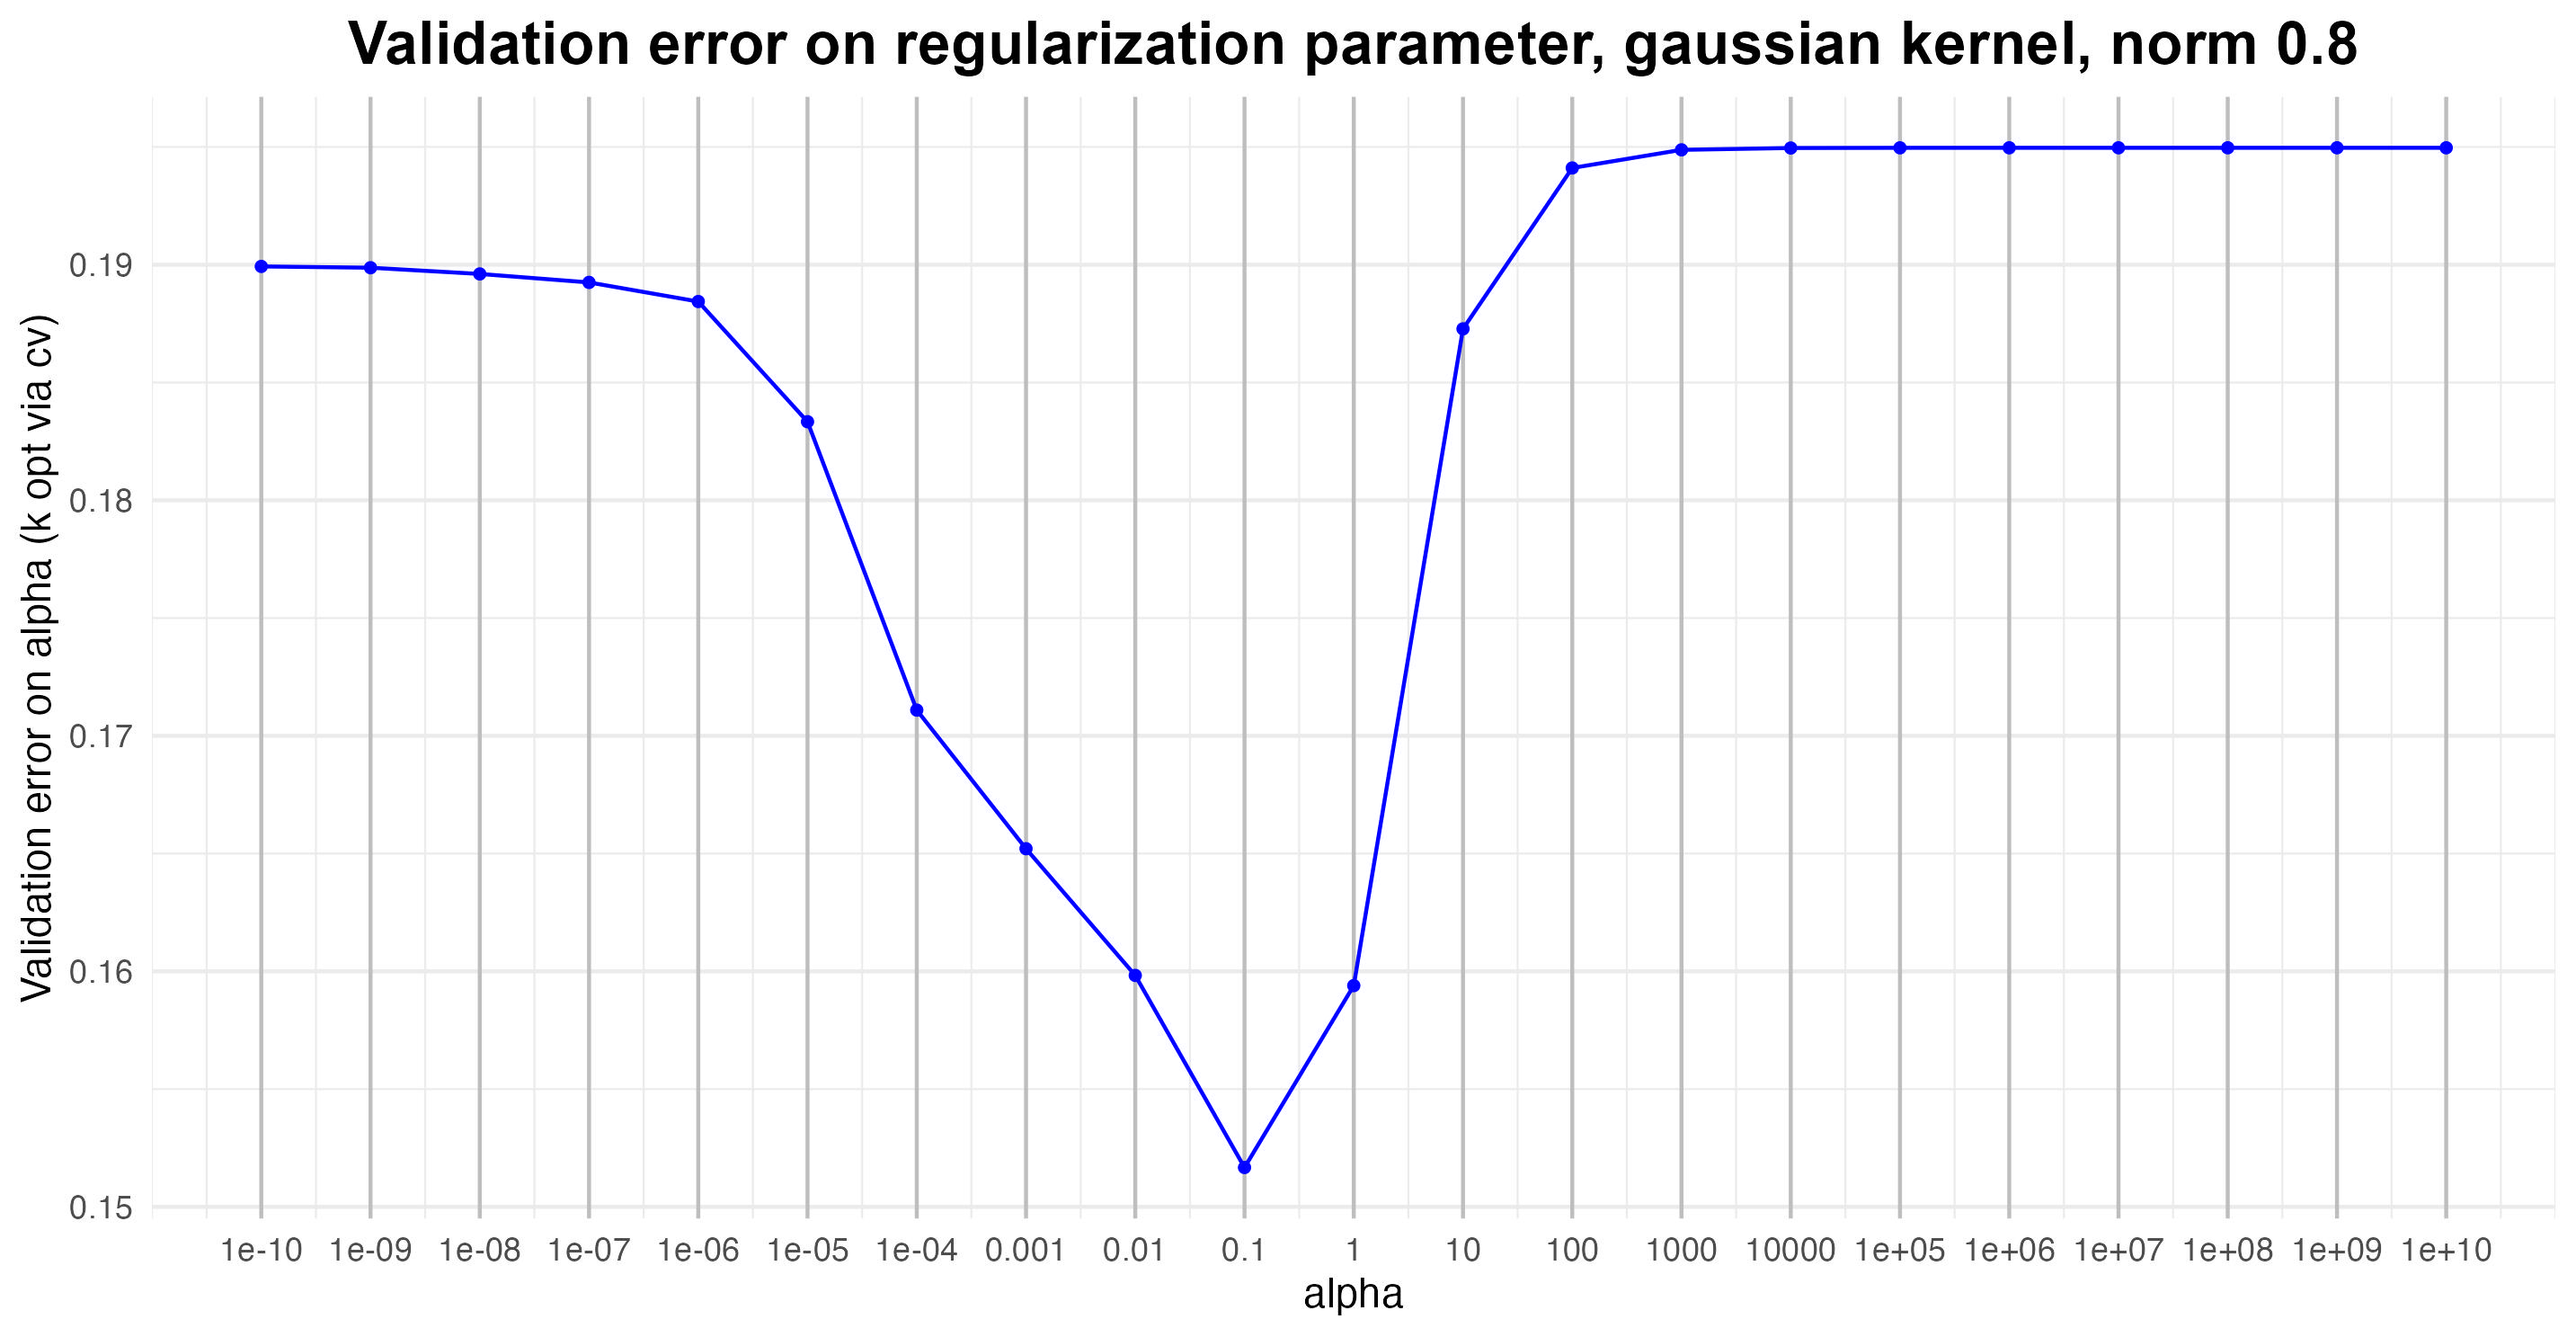 Validation error on regularization parameter, gaussian kernel, norm 0.8
Validation error on alpha (k opt via cv)
0.19
0.18
0.17
0.16
0.15
1e-10 1e-09 1e-08 1e-07 1e-06 1e-05 1e-04 0.001 0.01 0.1 1 10 100 1000 10000 1e+05 1e+06 1e+07 1e+08 1e+09 1e+10
alpha